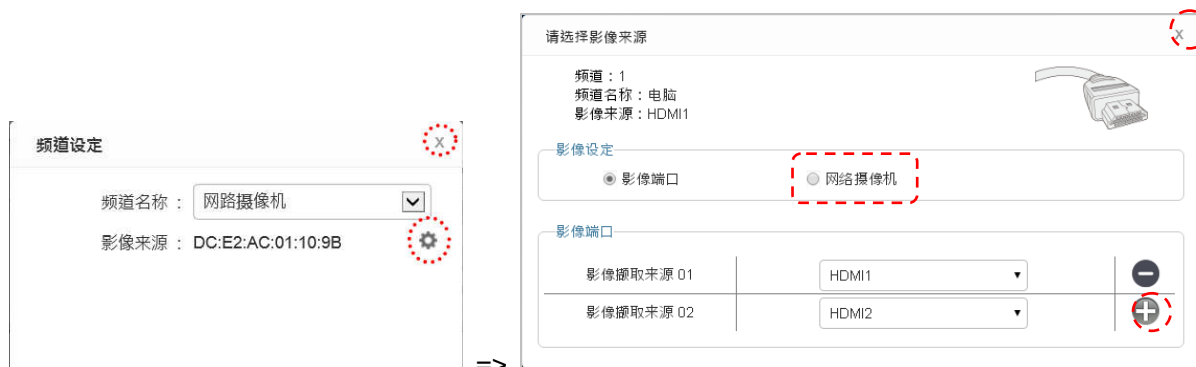 频道设定
X
频道名称 : 网路摄像机
影像来源 : DC:E2:AC:01:10:9B
=>
请选择影像来源
X
频道：1
频道名称：电脑
影像来源：HDMI1
影像设定
影像端口
网络摄像机
影像端口
影像撷取来源 01 HDMI1
影像撷取来源 02 HDMI2